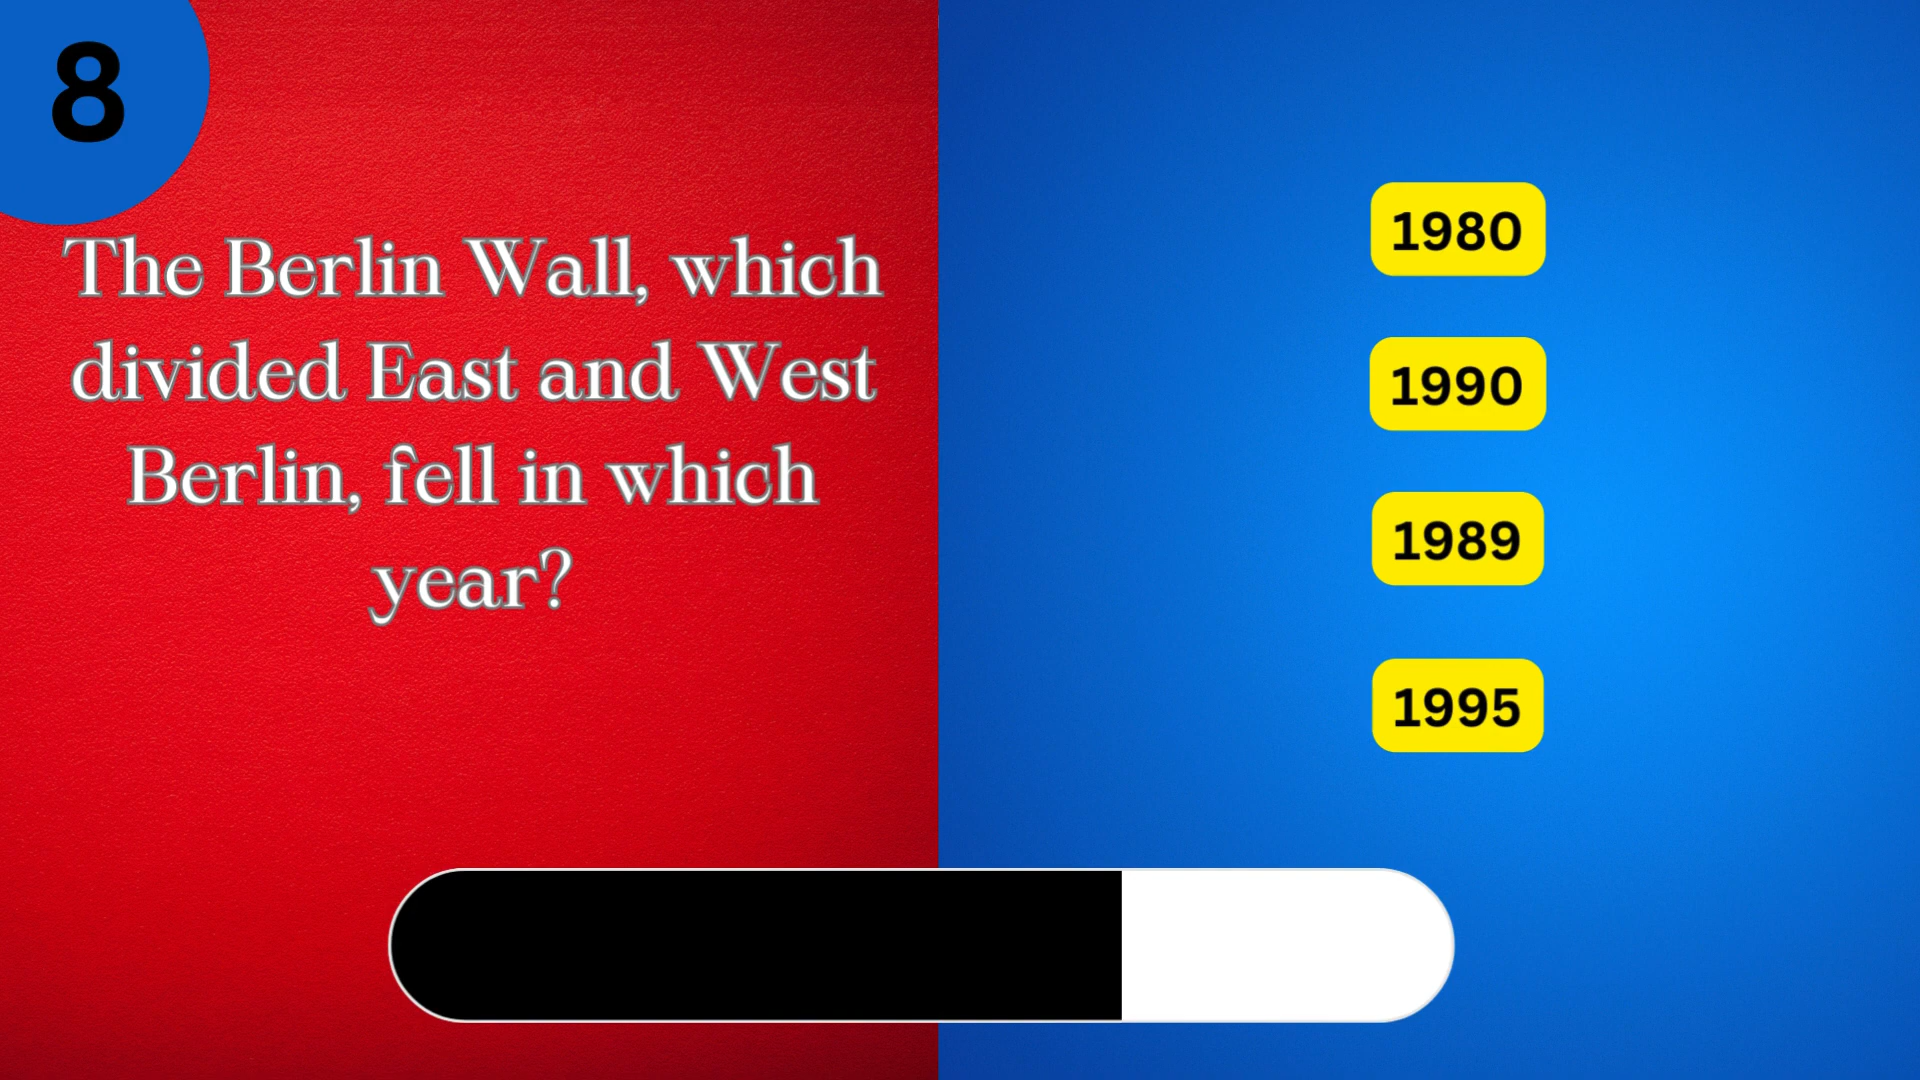 8
The Berlin Wall, which
divided East and West
Berlin, fell in which
year?
1980
1990
1989
1995